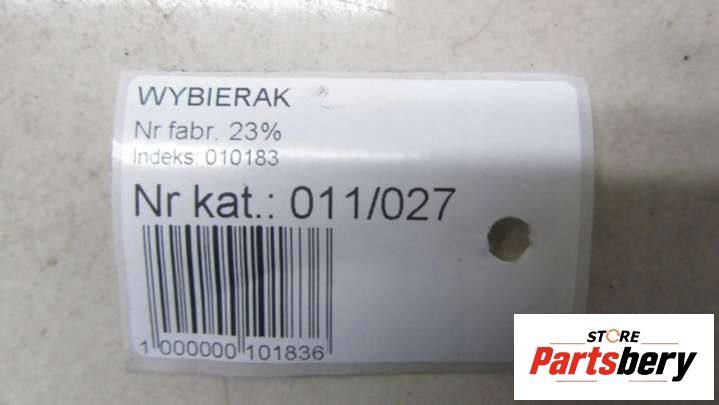 WYBIERAK
Nr fabr. 23%
Indeks: 010183
Nr kat.: 011/027
1 000000 101836
STORE
Partsbery